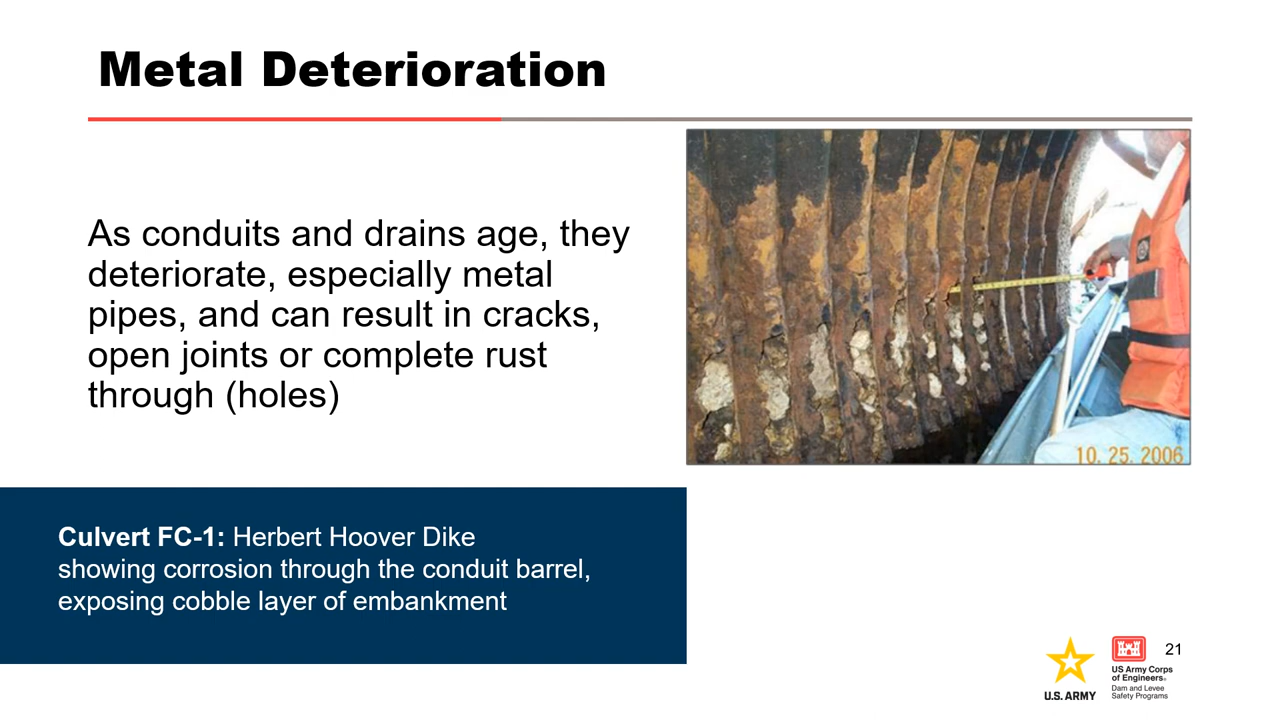 Metal Deterioration
As conduits and drains age, they
deteriorate, especially metal
pipes, and can result in cracks,
open joints or complete rust
through (holes)
10. 25. 2006
Culvert FC-1: Herbert Hoover Dike
showing corrosion through the conduit barrel,
exposing cobble layer of embankment
21
U.S. ARMY
US Army Corps
of Engineers®
Dam and Levee
Safety Programs